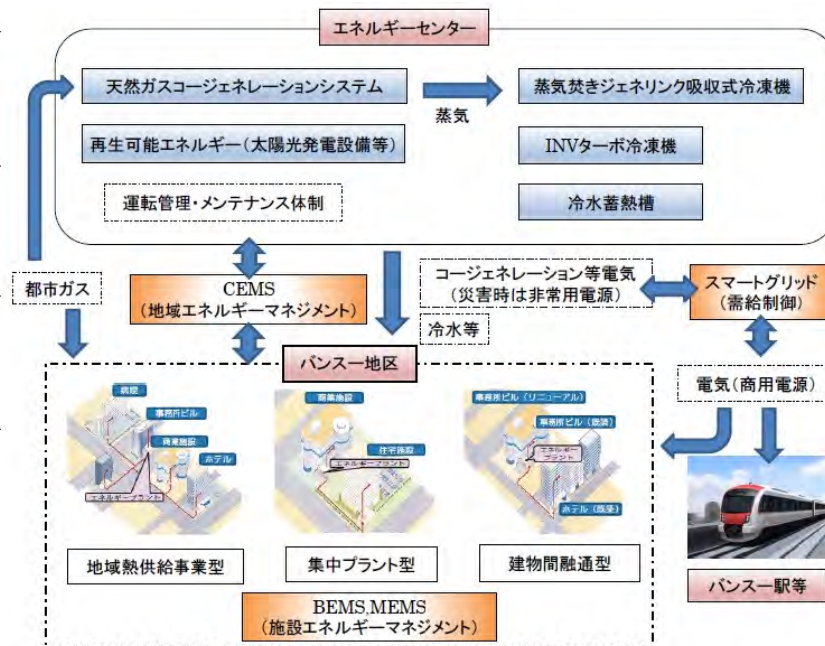 エネルギーセンター
天然ガスコージェネレーションシステム
蒸気
蒸気焚きジェネリンク吸収式冷凍機
再生可能エネルギー(太陽光発電設備等)
INVターボ冷凍機
運転管理・メンテナンス体制
冷水蓄熱槽
都市ガス
CEMS
(地域エネルギーマネジメント)
コージェネレーション等電気
(災害時は非常用電源)
スマートグリッド
(需給制御)
冷水等
バンスー地区
電気(商用電源)
病院
事務所ビル
商業施設
ホテル
エネルギープラント
商業施設
住宅施設
エネルギープラント
事務所ビル(リニューアル)
事務所ビル(既築)
エネルギー
プラント
ホテル(既築)
地域熱供給事業型
集中プラント型
建物間融通型
バンスー駅等
BEMS,MEMS
(施設エネルギーマネジメント)